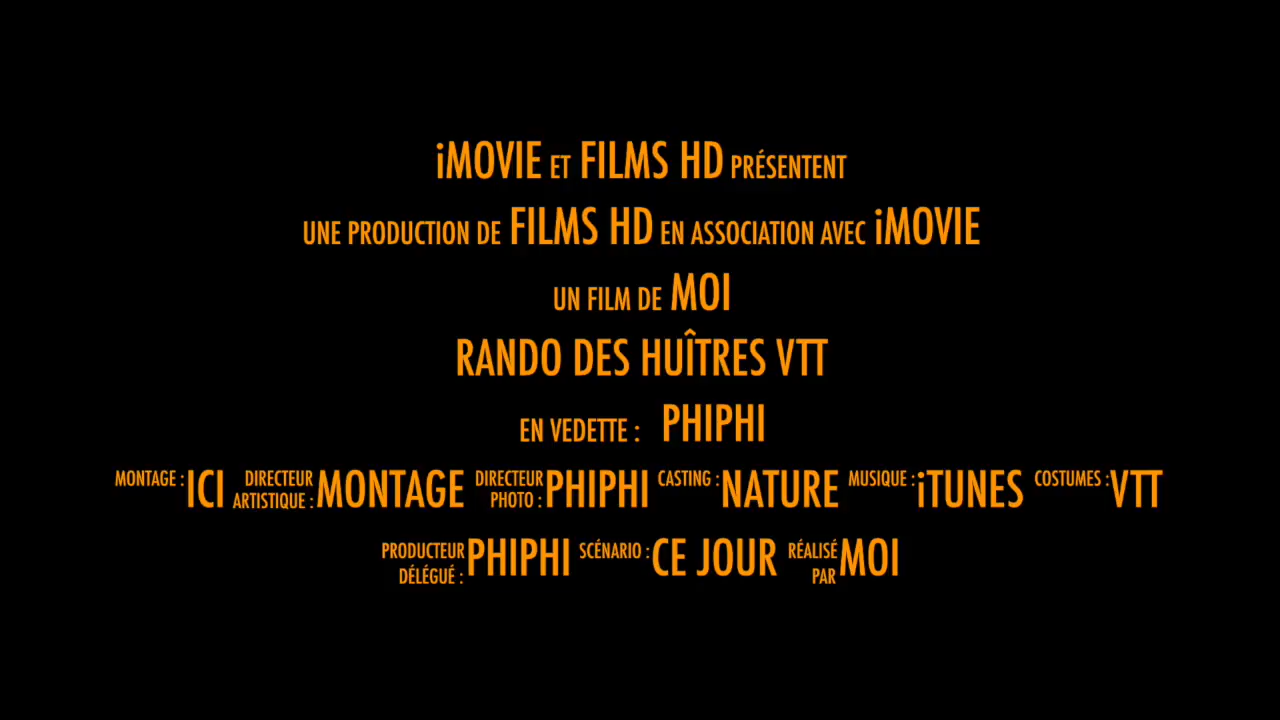 iMOVIE ET FILMS HD PRÉSENTENT
UNE PRODUCTION DE FILMS HD EN ASSOCIATION AVEC iMOVIE
UN FILM DE MOI
RANDO DES HUÎTRES VTT
EN VEDETTE : PHIPHI
MONTAGE : ICI DIRECTEUR ARTISTIQUE : MONTAGE DIRECTEUR PHOTO : PHIPHI CASTING : NATURE MUSIQUE : iTUNES COSTUMES : VTT
PRODUCTEUR DÉLÉGUÉ : PHIPHI SCÉNARIO : CE JOUR RÉALISÉ PAR MOI